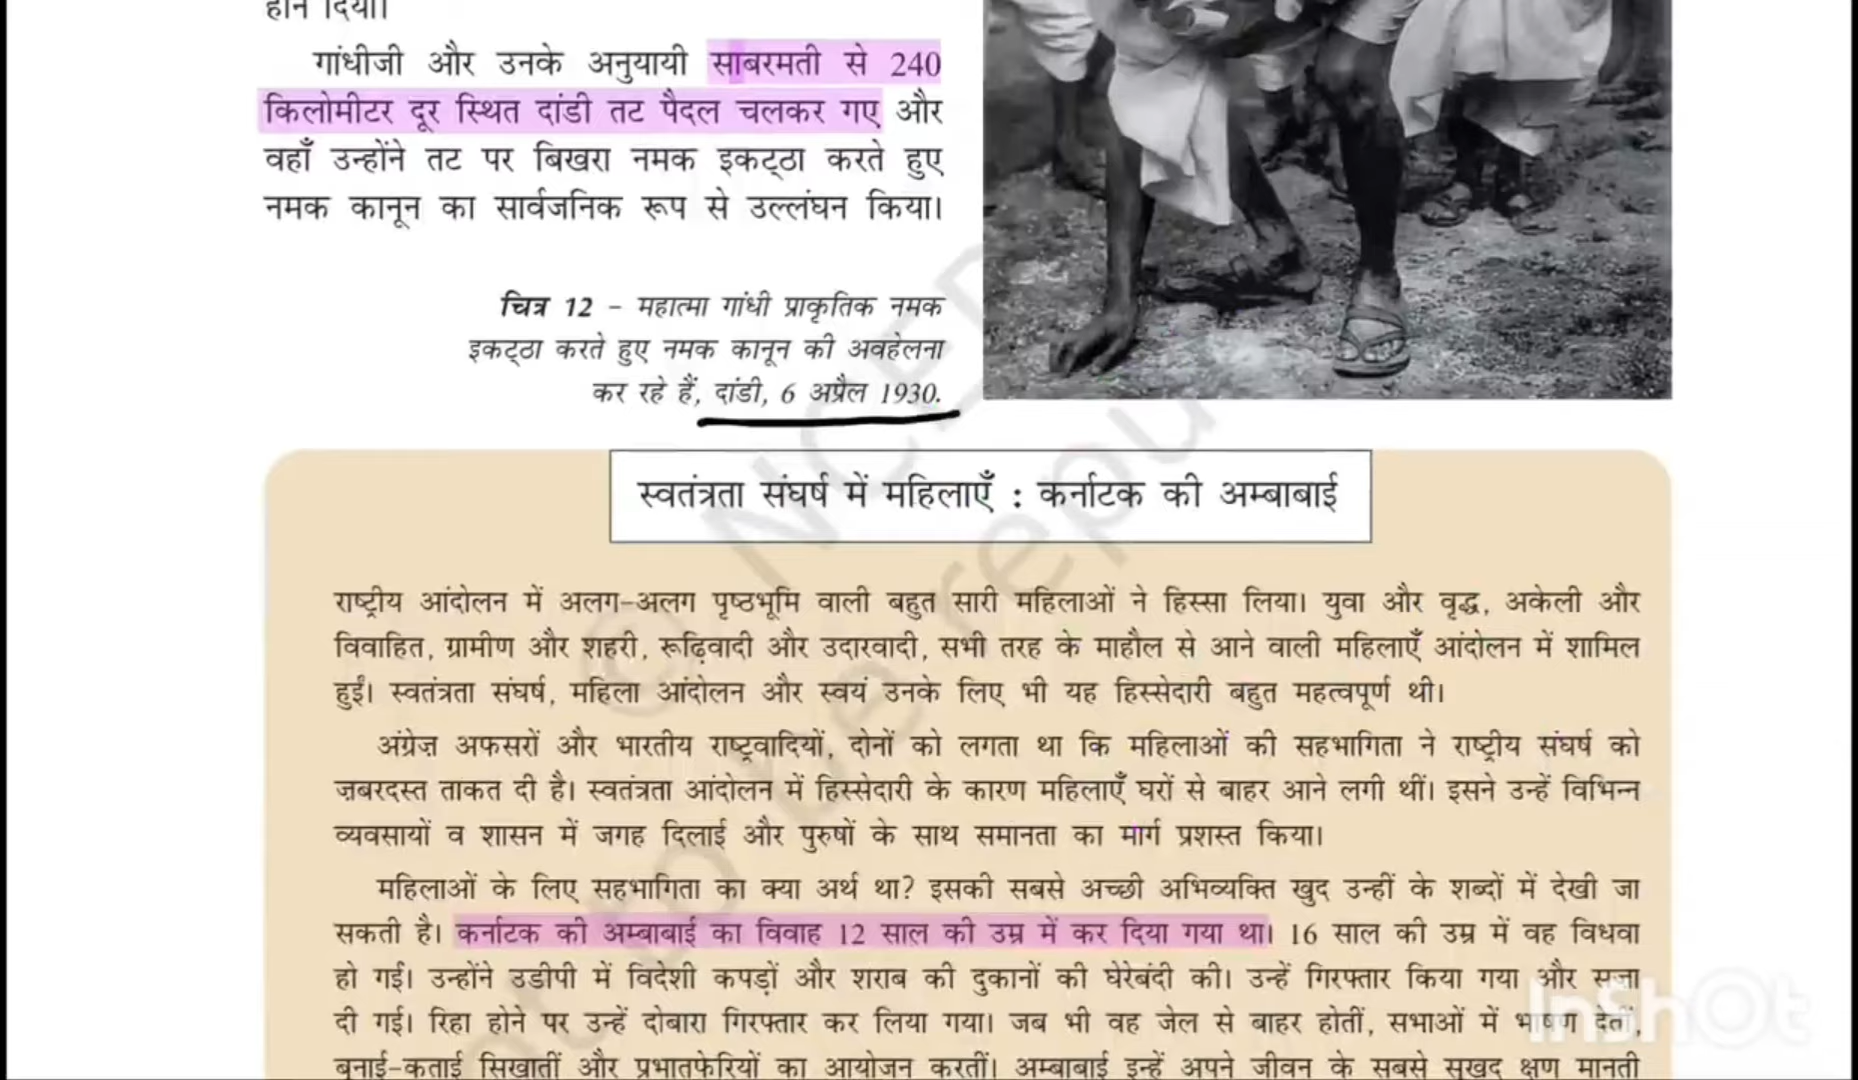 होने दिया।
गांधीजी और उनके अनुयायी साबरमती से 240
किलोमीटर दूर स्थित दांडी तट पैदल चलकर गए और
वहाँ उन्होंने तट पर बिखरा नमक इकट्ठा करते हुए
नमक कानून का सार्वजनिक रूप से उल्लंघन किया।
चित्र 12 – महात्मा गांधी प्राकृतिक नमक
इकट्ठा करते हुए नमक कानून की अवहेलना
कर रहे हैं, दांडी, 6 अप्रैल 1930.
स्वतंत्रता संघर्ष में महिलाएँ : कर्नाटक की अम्बाबाई
राष्ट्रीय आंदोलन में अलग-अलग पृष्ठभूमि वाली बहुत सारी महिलाओं ने हिस्सा लिया। युवा और वृद्ध, अकेली और
विवाहित, ग्रामीण और शहरी, रूढ़िवादी और उदारवादी, सभी तरह के माहौल से आने वाली महिलाएँ आंदोलन में शामिल
हुईं। स्वतंत्रता संघर्ष, महिला आंदोलन और स्वयं उनके लिए भी यह हिस्सेदारी बहुत महत्वपूर्ण थी।
अंग्रेज़ अफसरों और भारतीय राष्ट्रवादियों, दोनों को लगता था कि महिलाओं की सहभागिता ने राष्ट्रीय संघर्ष को
ज़बरदस्त ताकत दी है। स्वतंत्रता आंदोलन में हिस्सेदारी के कारण महिलाएँ घरों से बाहर आने लगी थीं। इसने उन्हें विभिन्न
व्यवसायों व शासन में जगह दिलाई और पुरुषों के साथ समानता का मार्ग प्रशस्त किया।
महिलाओं के लिए सहभागिता का क्या अर्थ था? इसकी सबसे अच्छी अभिव्यक्ति खुद उन्हीं के शब्दों में देखी जा
सकती है। कर्नाटक की अम्बाबाई का विवाह 12 साल की उम्र में कर दिया गया था। 16 साल की उम्र में वह विधवा
हो गईं। उन्होंने उडीपी में विदेशी कपड़ों और शराब की दुकानों की घेरेबंदी की। उन्हें गिरफ्तार किया गया और सज़ा
दी गई। रिहा होने पर उन्हें दोबारा गिरफ्तार कर लिया गया। जब भी वह जेल से बाहर होतीं, सभाओं में भाषण देतीं,
बुनाई-कताई सिखातीं और प्रभातफेरियों का आयोजन करतीं। अम्बाबाई इन्हें अपने जीवन के सबसे सुखद क्षण मानती
© NCE
to be repu
InShOt